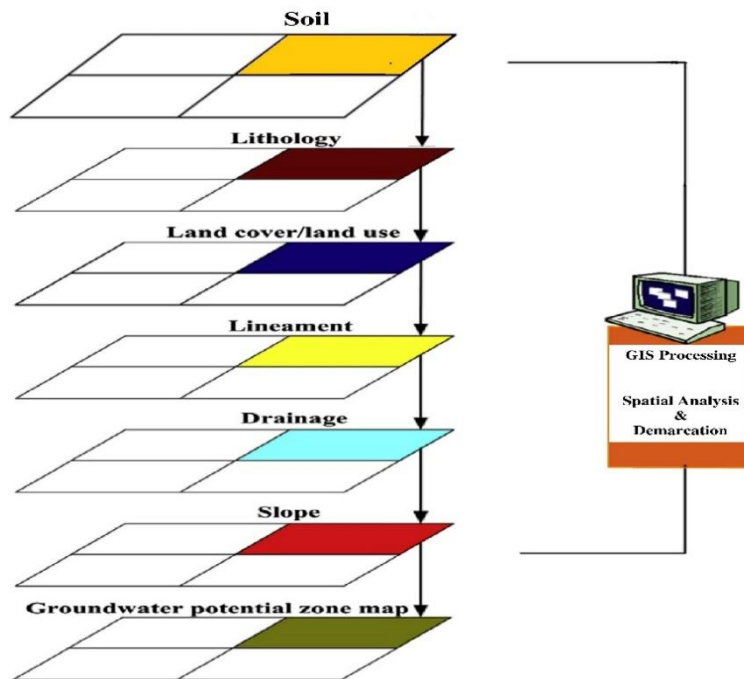 Soil
Lithology
Land cover/land use
Lineament
Drainage
Slope
Groundwater potential zone map
GIS Processing
Spatial Analysis
&
Demarcation